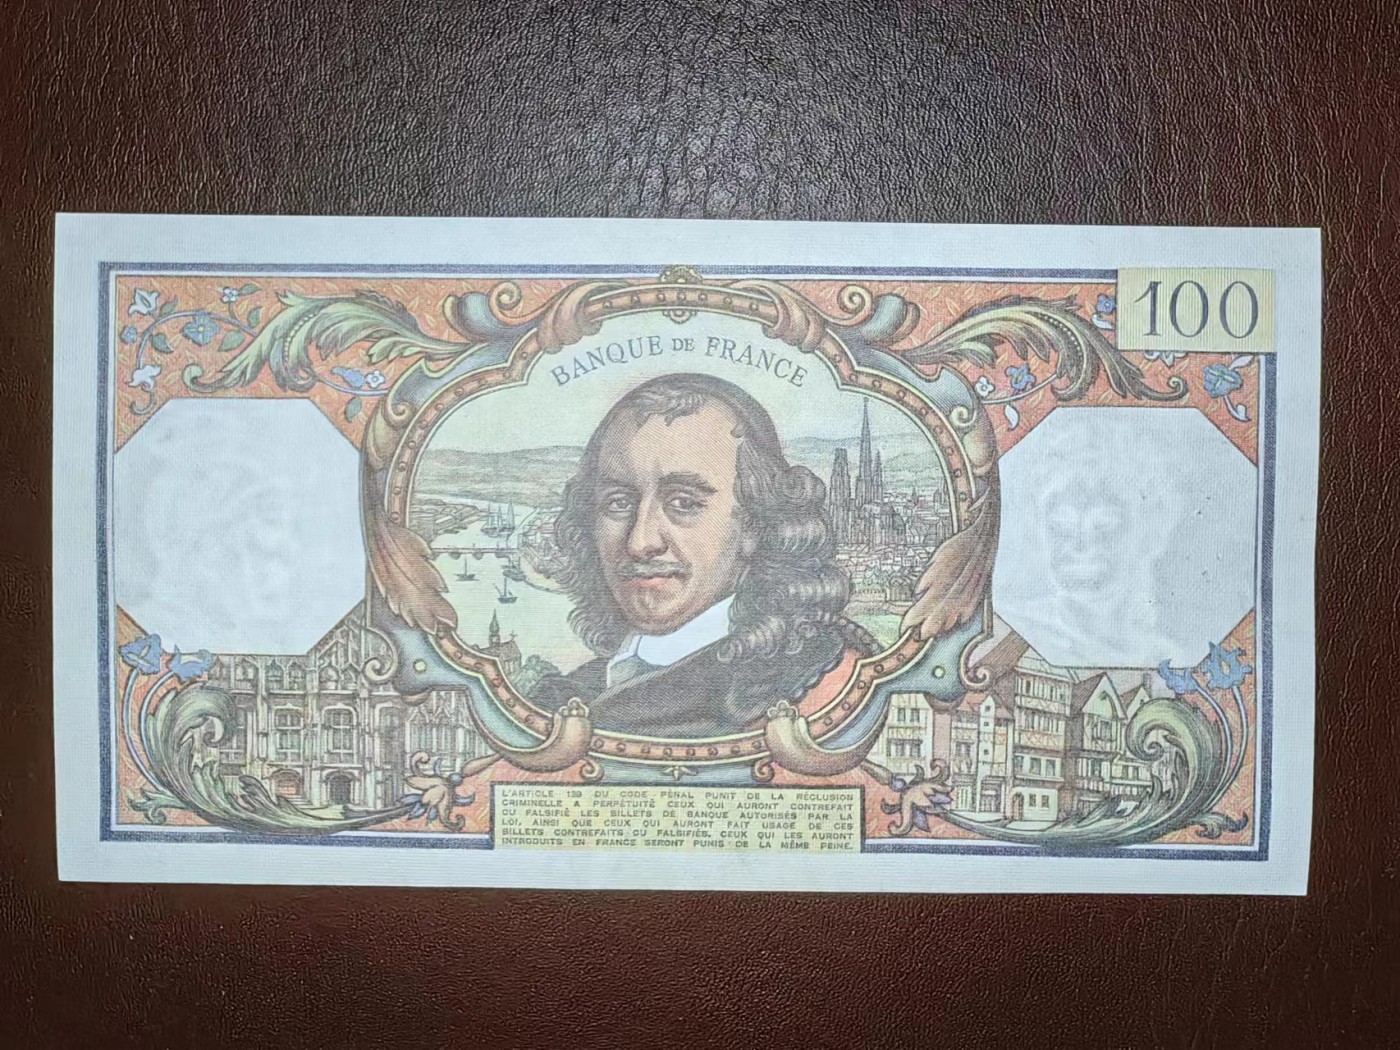 100
BANQUE DE FRANCE
L'ARTICLE 139 DU CODE PÉNAL PUNIT DE LA RÉCLUSION
CRIMINELLE A PERPÉTUITÉ CEUX QUI AURONT CONTREFAIT
OU FALSIFIÉ LES BILLETS DE BANQUE AUTORISÉS PAR LA
LOI, AINSI QUE CEUX QUI AURONT FAIT USAGE DE CES
BILLETS CONTREFAITS OU FALSIFIÉS. CEUX QUI LES AURONT
INTRODUITS EN FRANCE SERONT PUNIS DE LA MÊME PEINE.